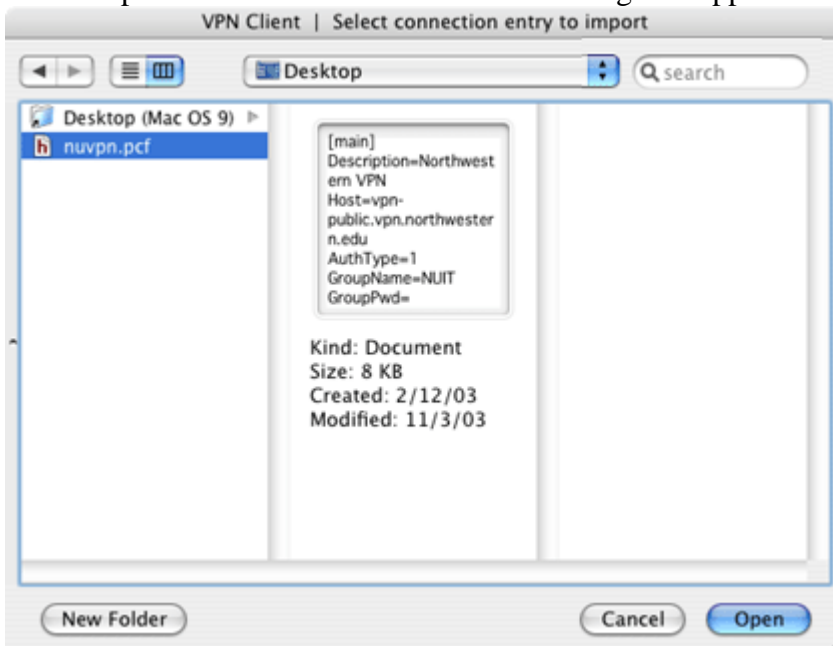 VPN Client | Select connection entry to import
Desktop
search
Desktop (Mac OS 9)
nuvpn.pcf
[main]
Description=Northwest
ern VPN
Host=vpn-
public.vpn.northwester
n.edu
AuthType=1
GroupName=NUIT
GroupPwd=
Kind: Document
Size: 8 KB
Created: 2/12/03
Modified: 11/3/03
New Folder
Cancel
Open